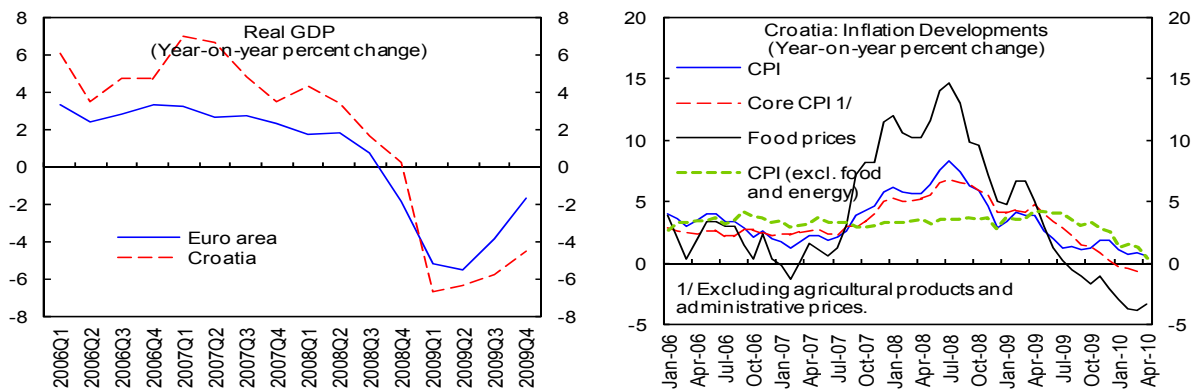 Real GDP
(Year-on-year percent change)
8
6
4
2
0
-2
-4
-6
-8
8
6
4
2
0
-2
-4
-6
-8
Euro area
Croatia
2006Q1
2006Q2
2006Q3
2006Q4
2007Q1
2007Q2
2007Q3
2007Q4
2008Q1
2008Q2
2008Q3
2008Q4
2009Q1
2009Q2
2009Q3
2009Q4
Croatia: Inflation Developments
(Year-on-year percent change)
20
15
10
5
0
-5
20
15
10
5
0
-5
CPI
Core CPI 1/
Food prices
CPI (excl. food
and energy)
1/ Excluding agricultural products and
administrative prices.
Jan-06
Apr-06
Jul-06
Oct-06
Jan-07
Apr-07
Jul-07
Oct-07
Jan-08
Apr-08
Jul-08
Oct-08
Jan-09
Apr-09
Jul-09
Oct-09
Jan-10
Apr-10